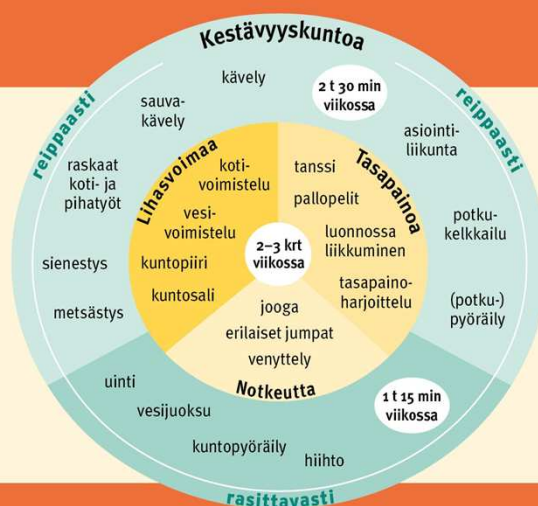 Kestävyyskuntoa
reippaasti
reippaasti
kävely
2 t 30 min
viikossa
sauva-
kävely
asiointi-
liikunta
raskaat
koti- ja
pihatyöt
potku-
kelkkailu
sienestys
metsästys
(potku-)
pyöräily
Lihasvoimaa
koti-
voimistelu
vesi-
voimistelu
kuntopiiri
kuntosali
Tasapainoa
tanssi
pallopelit
luonnossa
liikkuminen
tasapaino-
harjoittelu
2–3 krt
viikossa
jooga
erilaiset jumpat
venyttely
Notkeutta
uinti
vesijuoksu
kuntopyöräily
hiihto
1 t 15 min
viikossa
rasittavasti